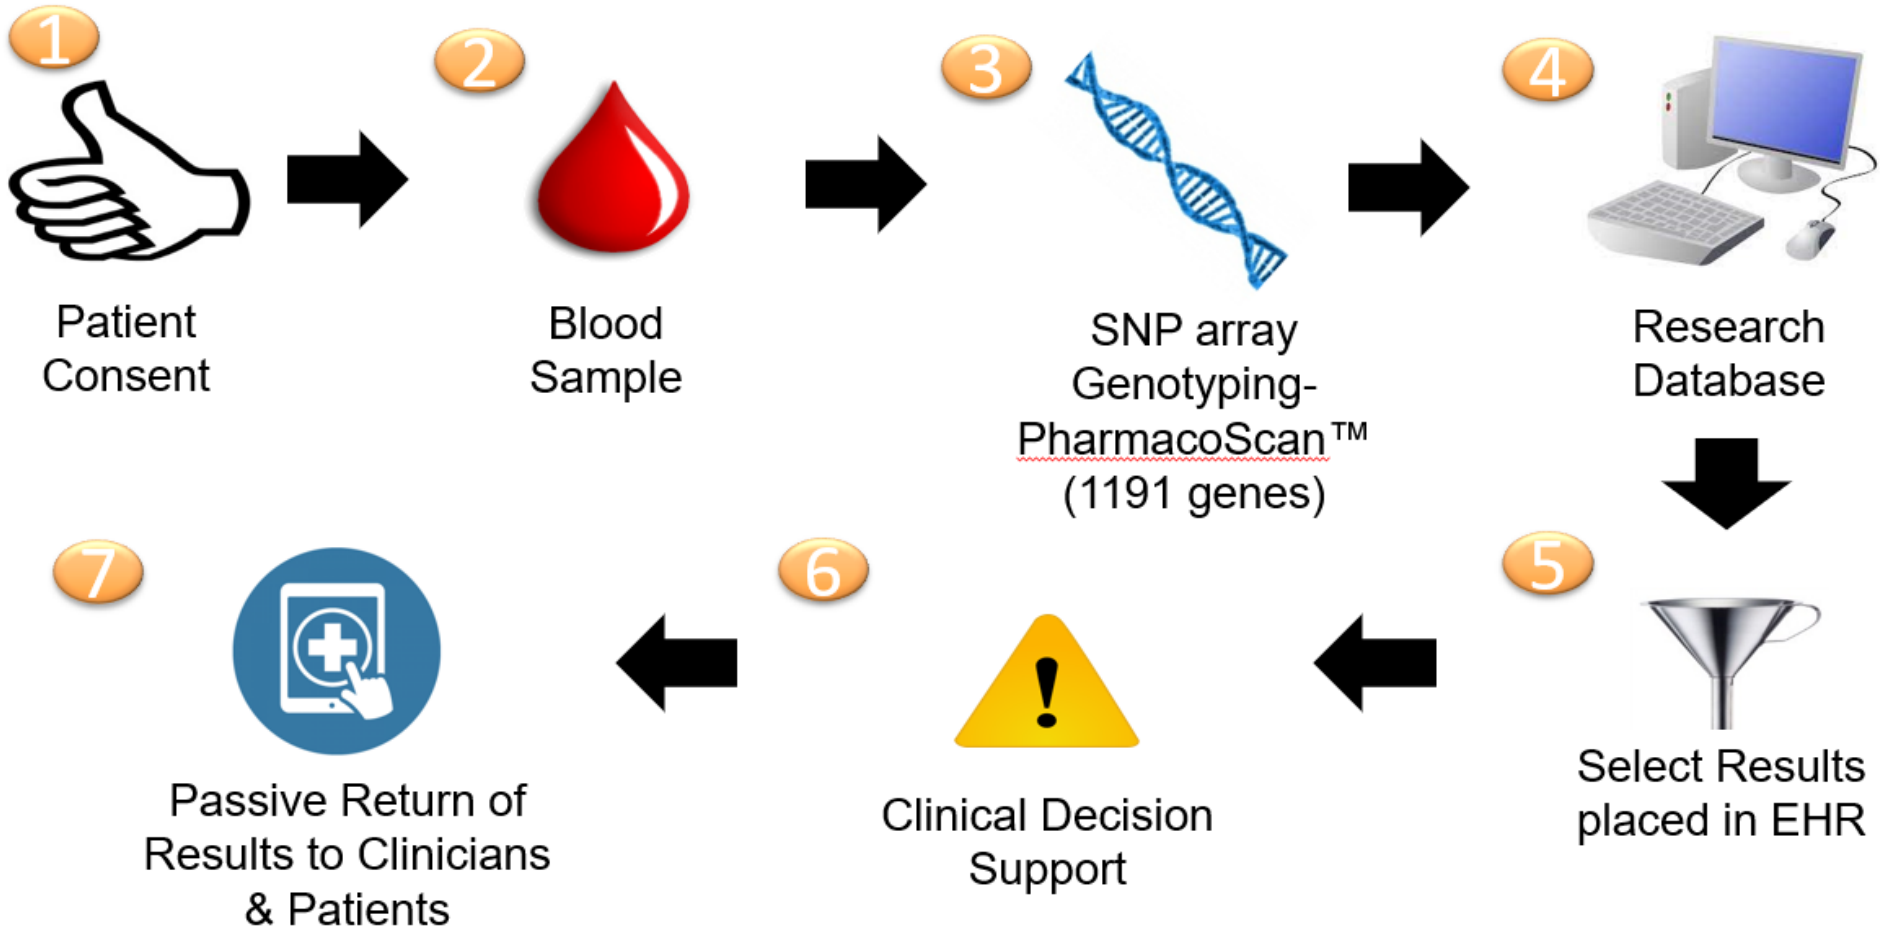 1
Patient
Consent
2
Blood
Sample
3
SNP array
Genotyping-
PharmacoScan™
(1191 genes)
4
Research
Database
5
Select Results
placed in EHR
6
!
Clinical Decision
Support
7
Passive Return of
Results to Clinicians
& Patients